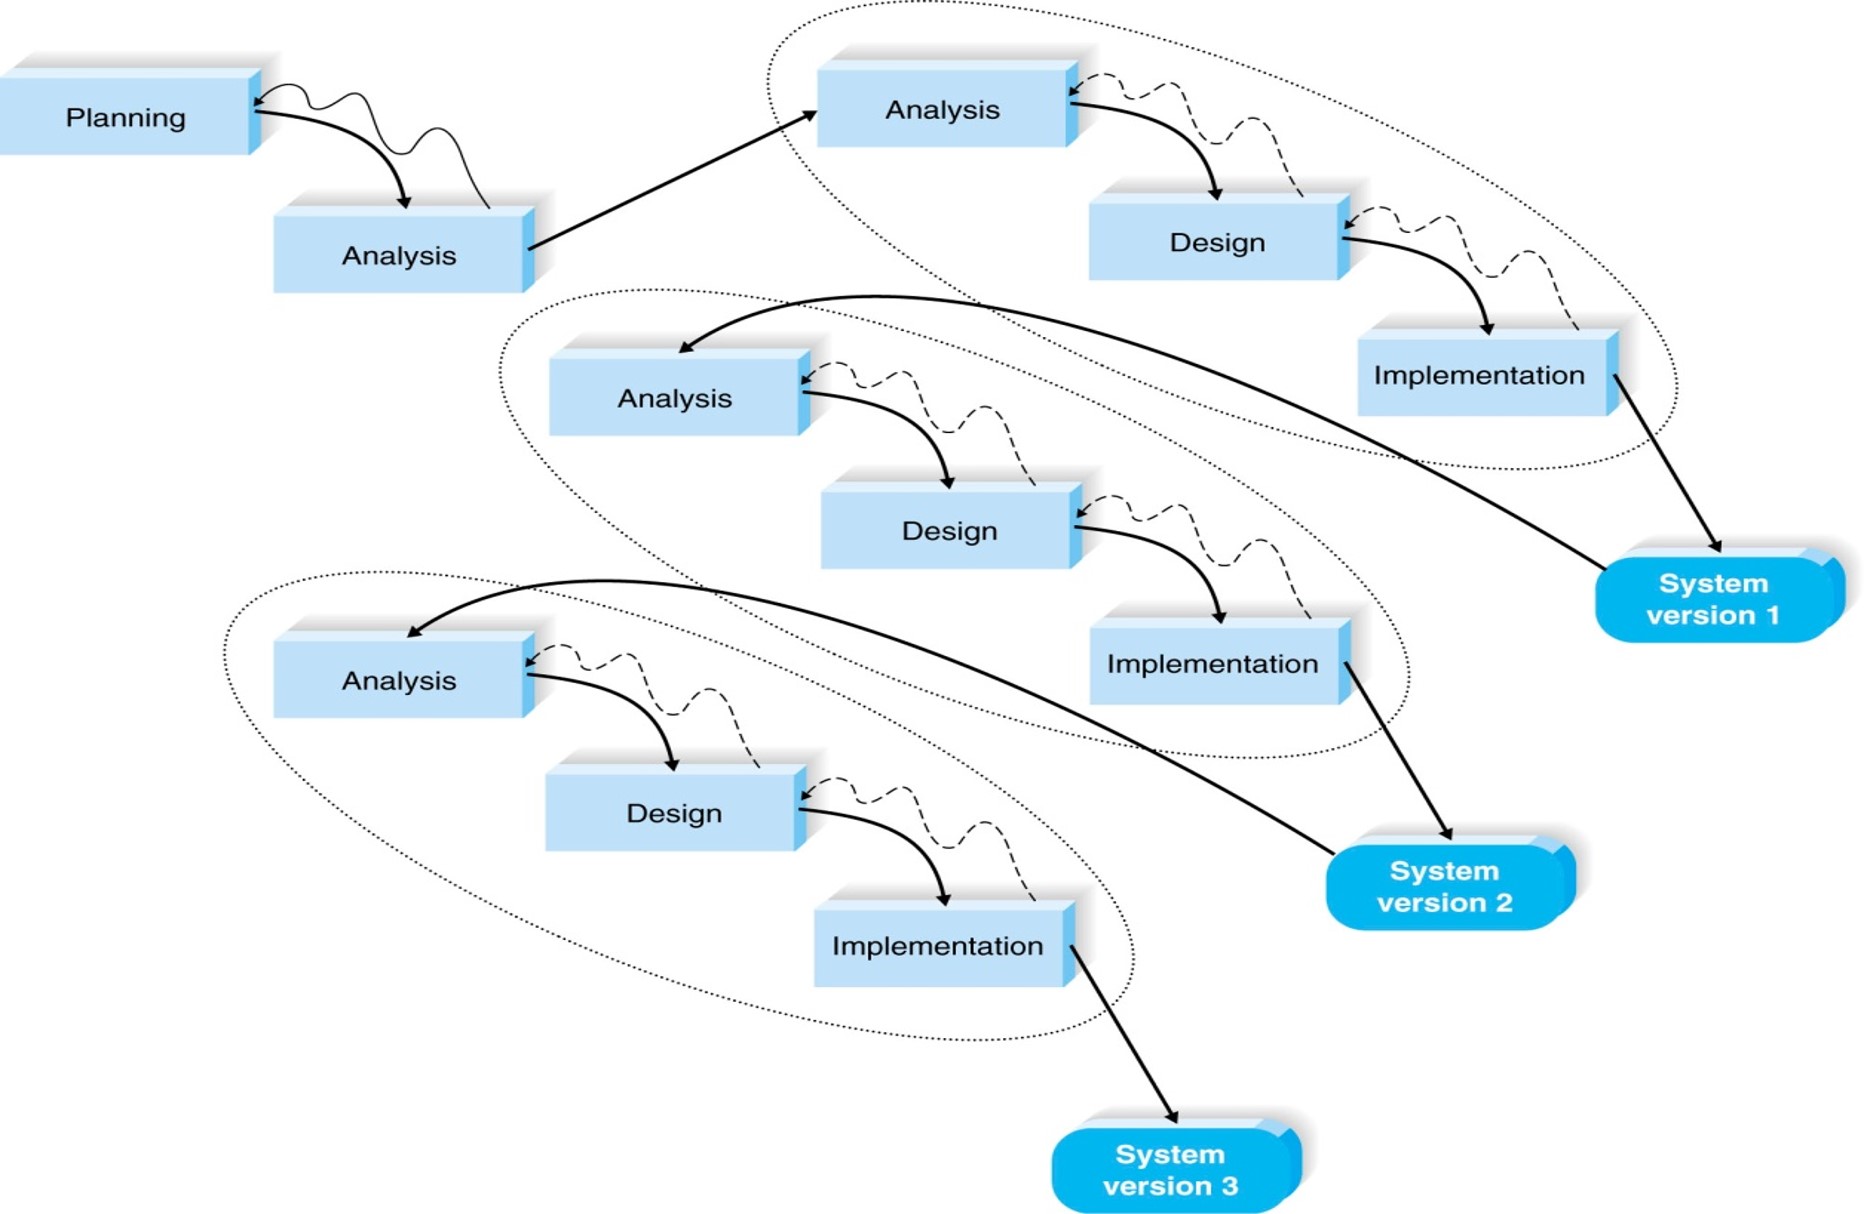 Planning
Analysis
Analysis
Design
Implementation
System
version 1
Analysis
Design
Implementation
System
version 2
Analysis
Design
Implementation
System
version 3